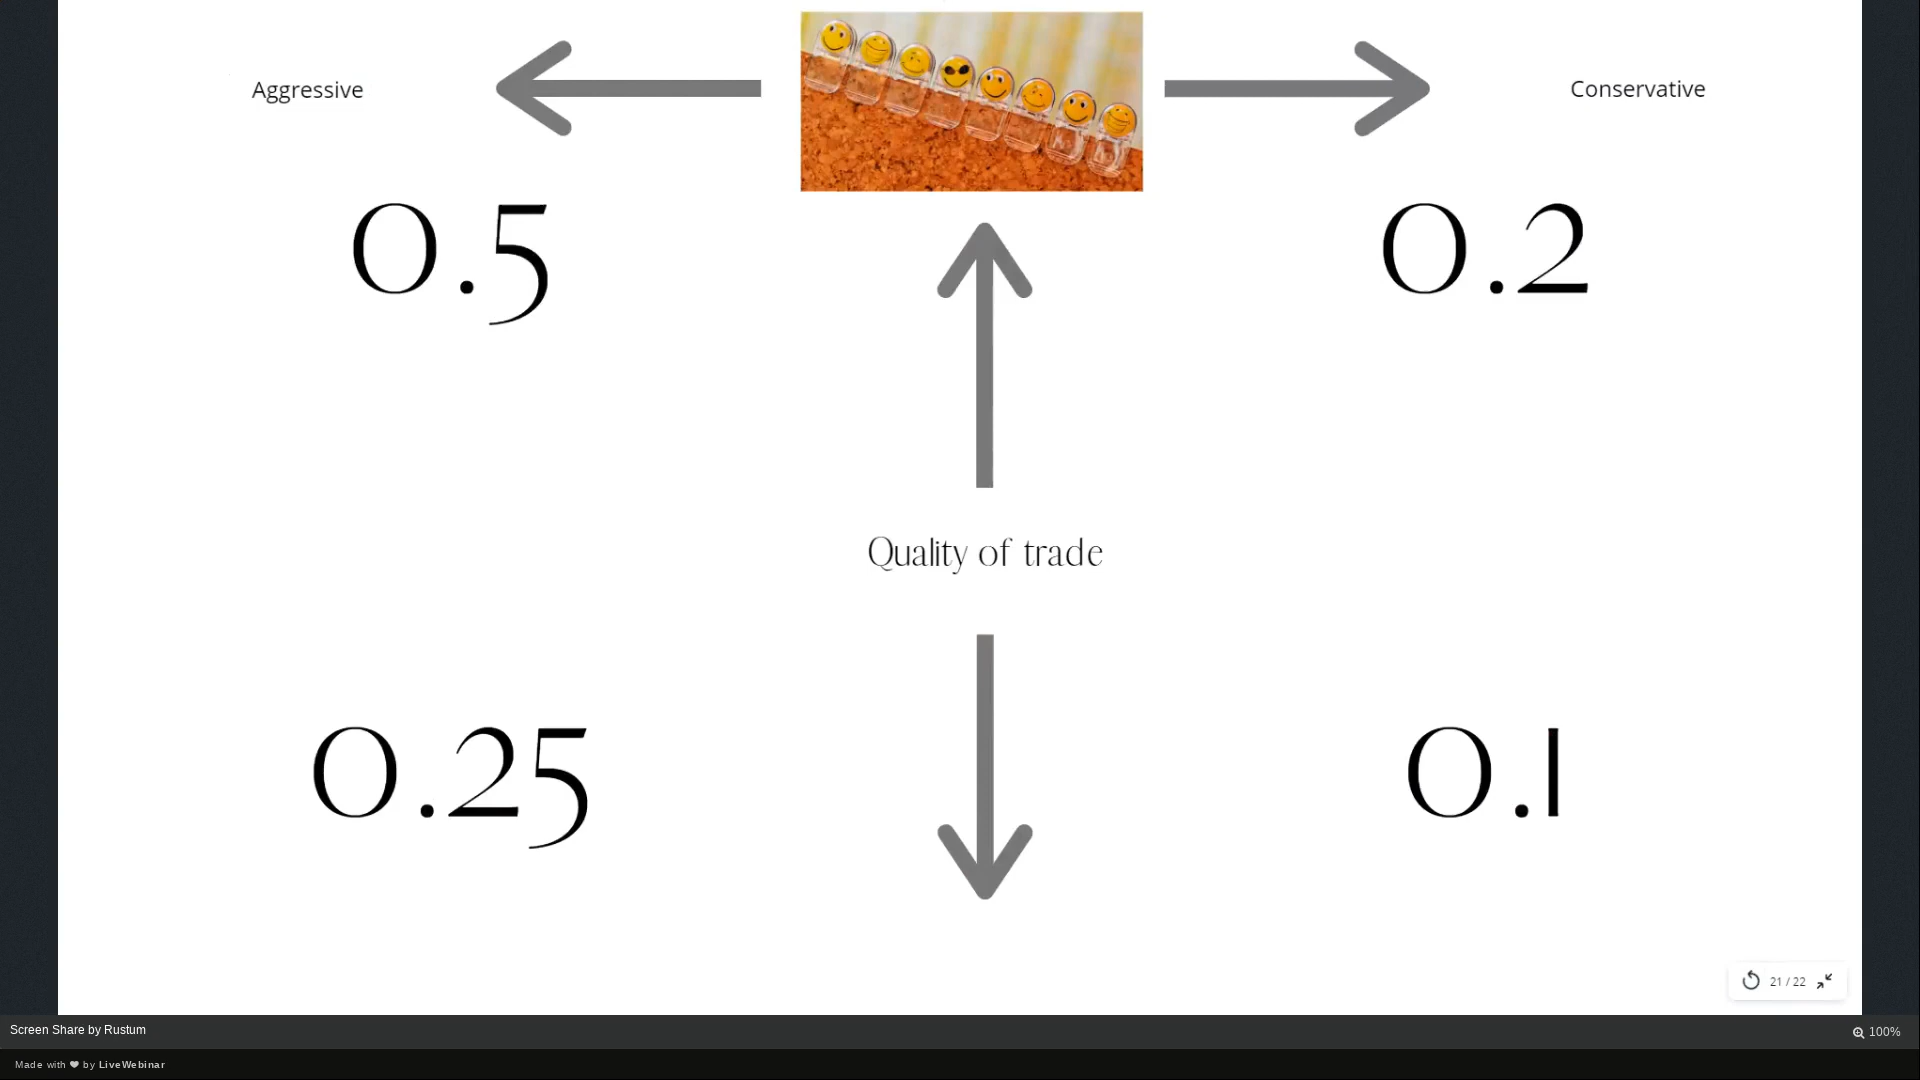 Aggressive
Conservative
0.5
0.2
Quality of trade
0.25
0.1
21 / 22
Screen Share by Rustum
100%
Made with ❤ by LiveWebinar